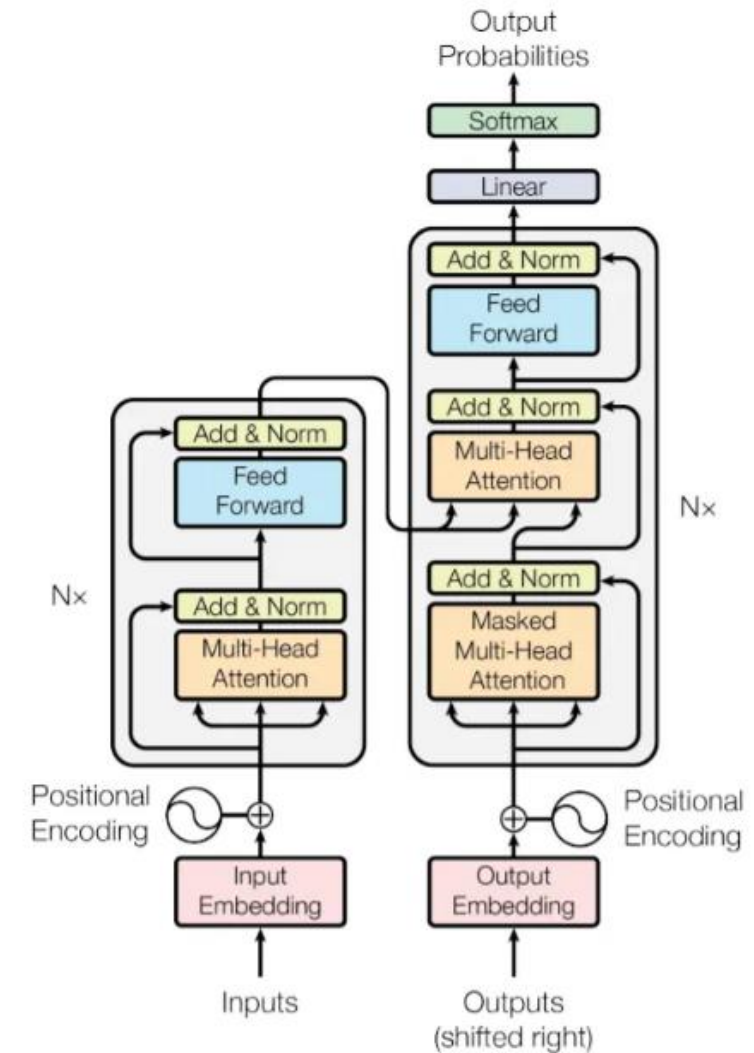 Output
Probabilities
Softmax
Linear
Add & Norm
Feed
Forward
Add & Norm
Multi-Head
Attention
Add & Norm
Masked
Multi-Head
Attention
Nx
Add & Norm
Feed
Forward
Add & Norm
Multi-Head
Attention
Nx
Positional
Encoding
Positional
Encoding
Input
Embedding
Output
Embedding
Inputs
Outputs
(shifted right)